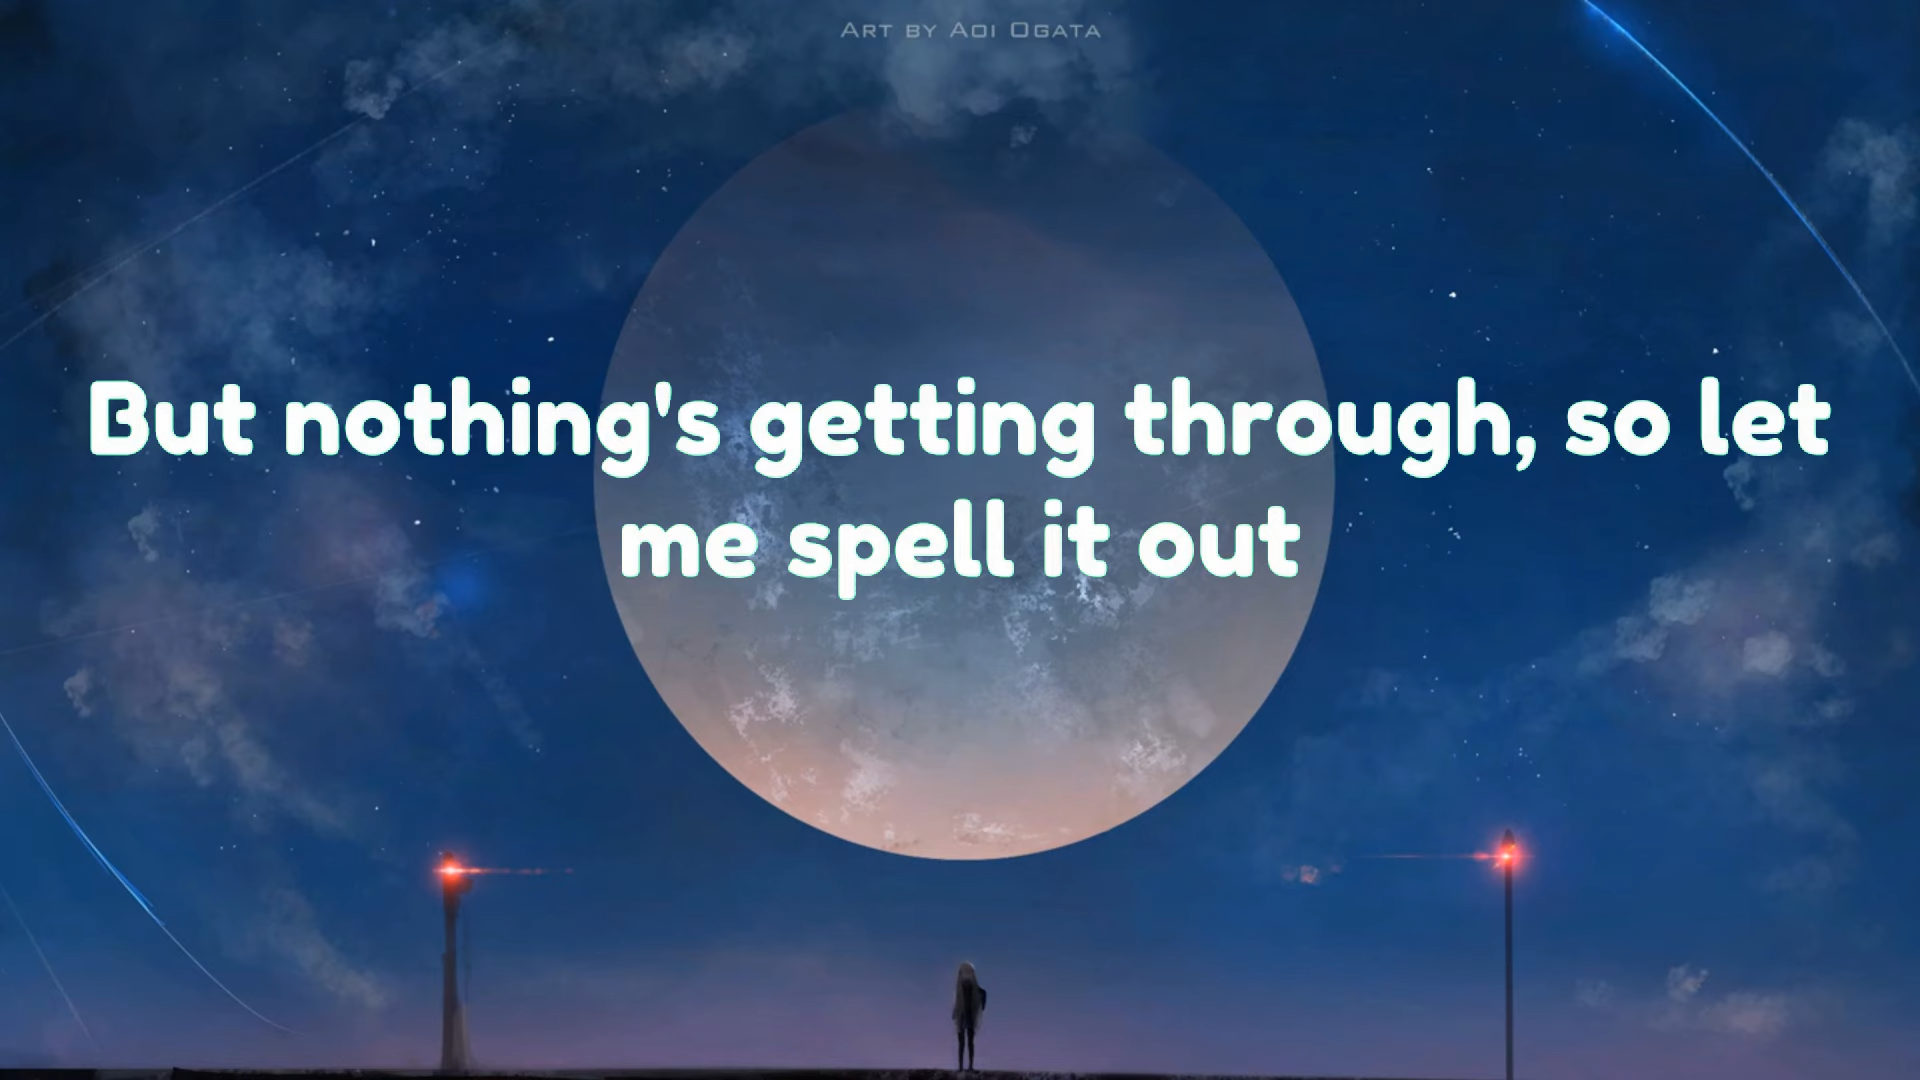 Art by Aoi Ogata
But nothing's getting through, so let
me spell it out